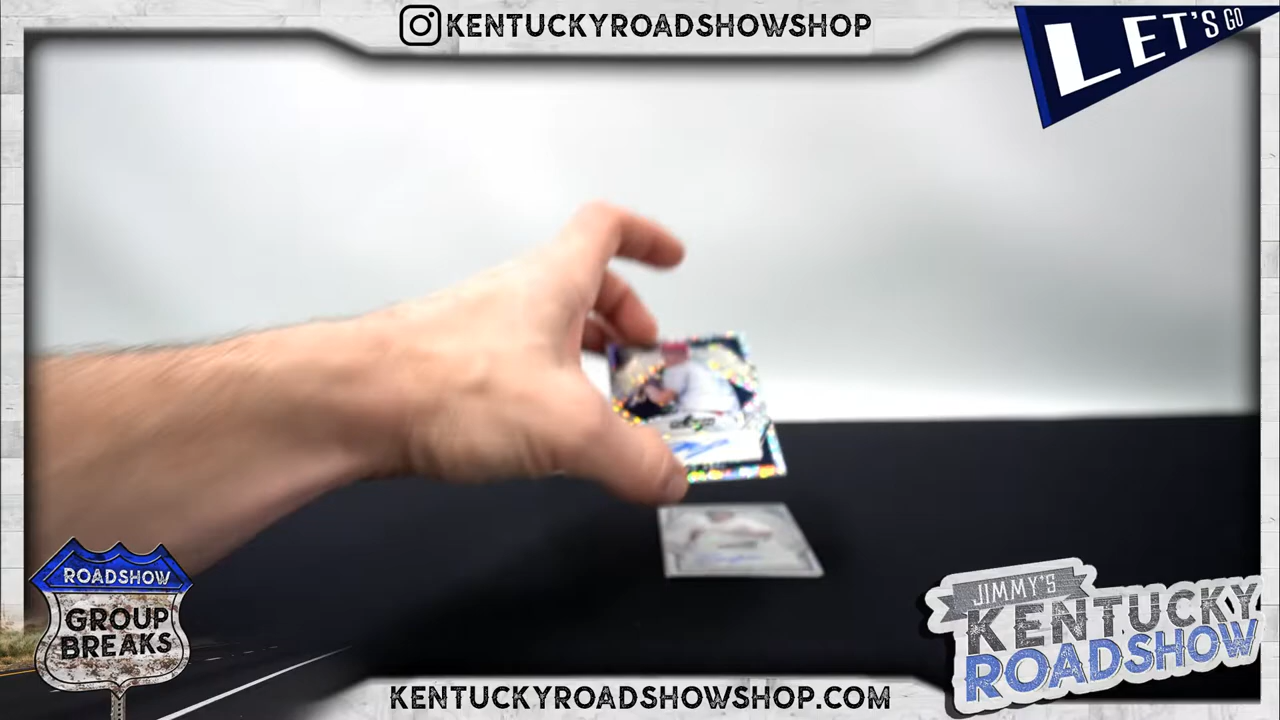 KENTUCKYROADSHOWSHOP
LET'S GO
ROADSHOW
GROUP
BREAKS
JIMMY'S
KENTUCKY
ROADSHOW
KENTUCKYROADSHOWSHOP.COM